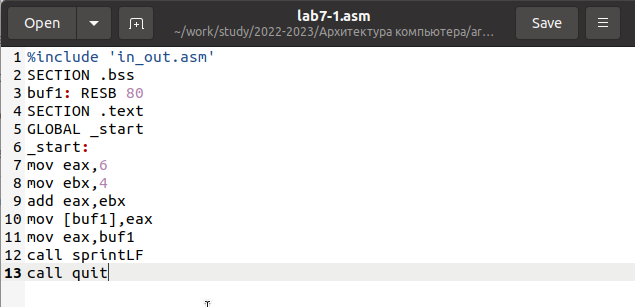 Open
lab7-1.asm
~/work/study/2022-2023/Архитектура компьютера/аr…
Save
1 %include 'in_out.asm'
2 SECTION .bss
3 buf1: RESB 80
4 SECTION .text
5 GLOBAL _start
6 _start:
7 mov eax,6
8 mov ebx,4
9 add eax,ebx
10 mov [buf1],eax
11 mov eax,buf1
12 call sprintLF
13 call quit